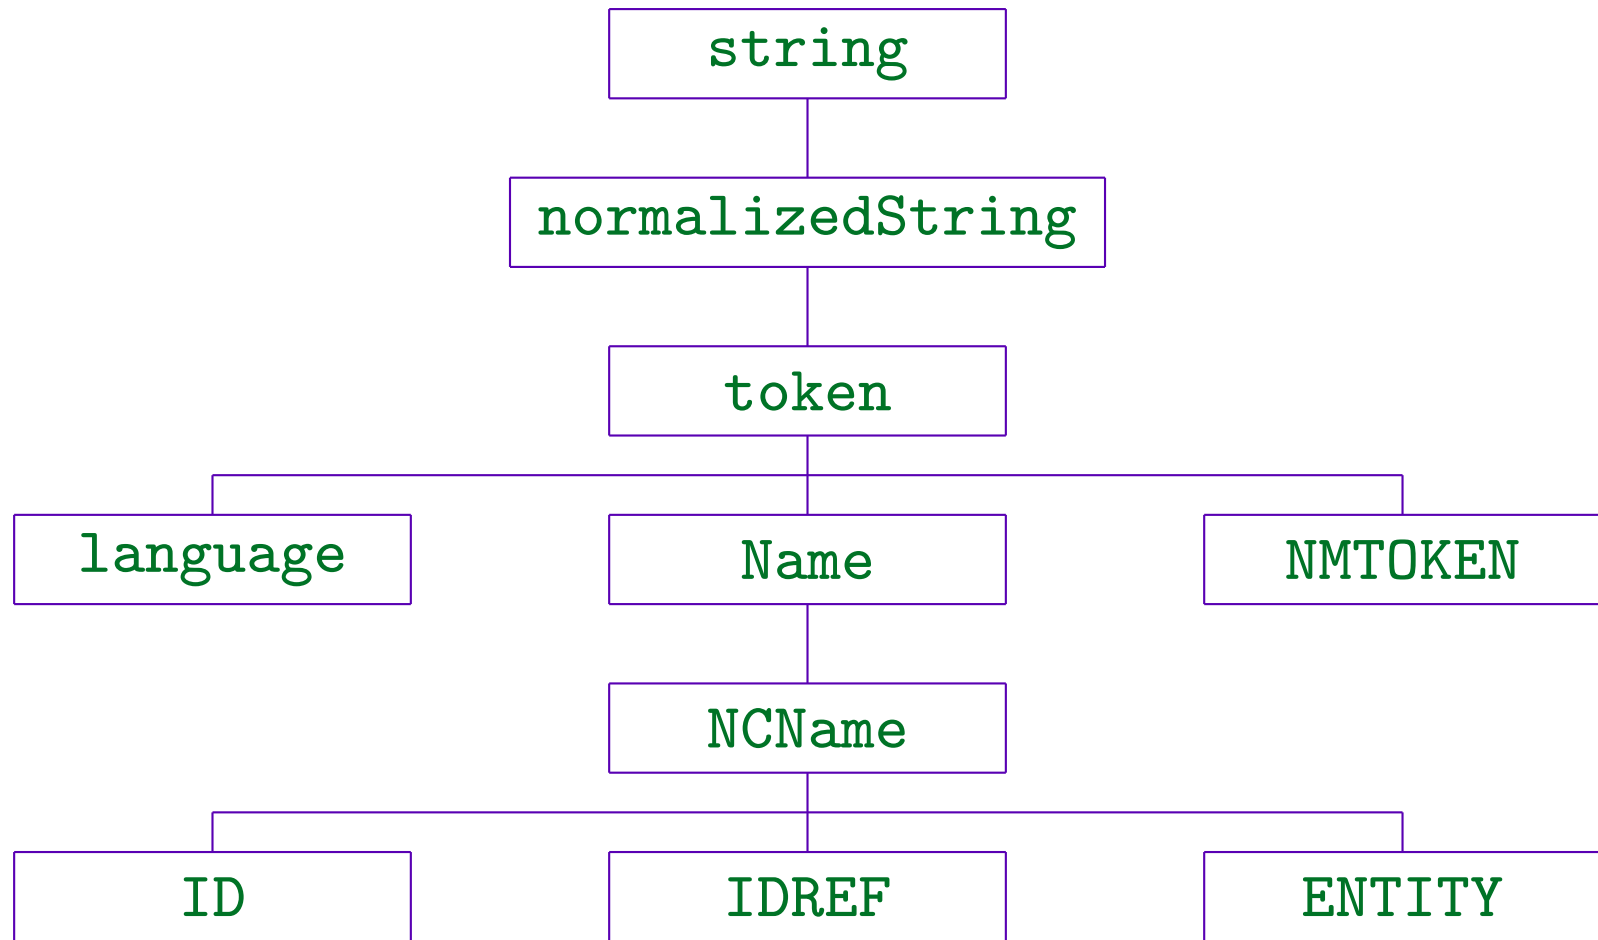 string
normalizedString
token
language Name NMTOKEN
NCName
ID IDREF ENTITY